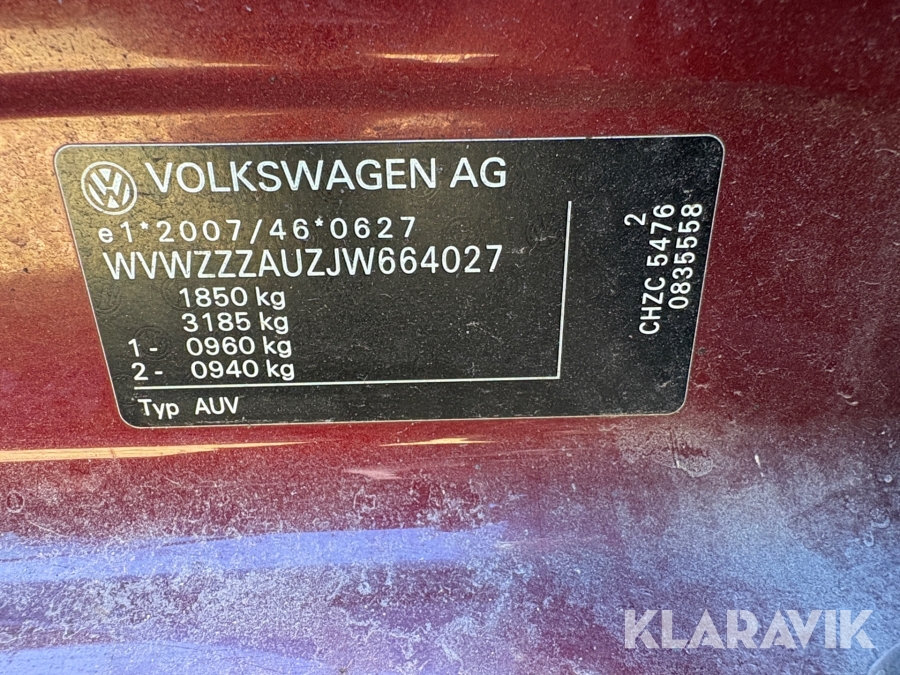 VOLKSWAGEN AG
e1*2007/46*0627
WVWZZZAUZJW664027
1850 kg
3185 kg
1- 0960 kg
2- 0940 kg
Typ AUV
2
CHZC 5476
0835558
KLARAVIK